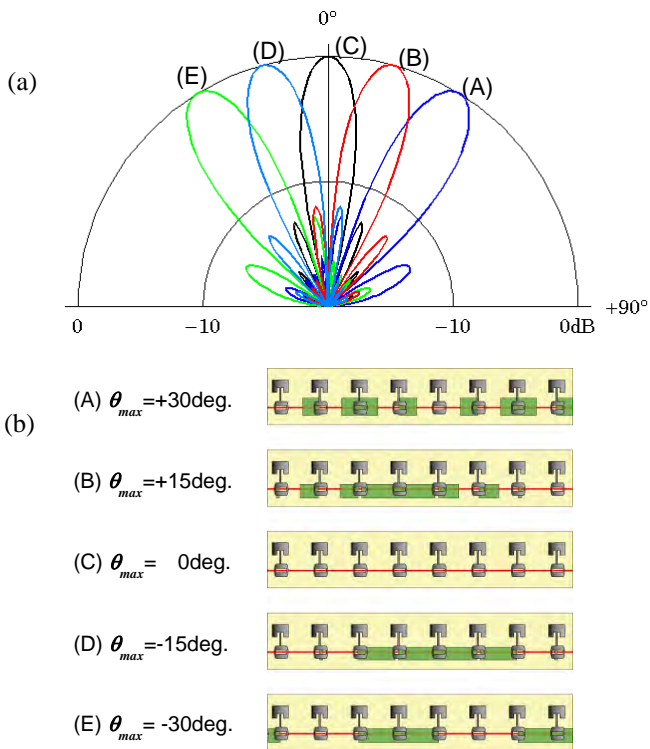 0°
(D) (C) (B)
(a) (E) (A)
+90°
0 −10 −10 0dB
(A) θmax=+30deg.
(b)
(B) θmax=+15deg.
(C) θmax= 0deg.
(D) θmax=-15deg.
(E) θmax= -30deg.